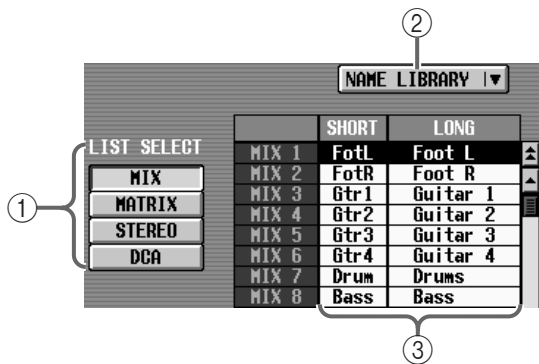 ②
NAME LIBRARY
SHORT LONG
LIST SELECT
MIX
MATRIX
STEREO
DCA
①
MIX 1 FotL Foot L
MIX 2 FotR Foot R
MIX 3 Gtr1 Guitar 1
MIX 4 Gtr2 Guitar 2
MIX 5 Gtr3 Guitar 3
MIX 6 Gtr4 Guitar 4
MIX 7 Drum Drums
MIX 8 Bass Bass
③